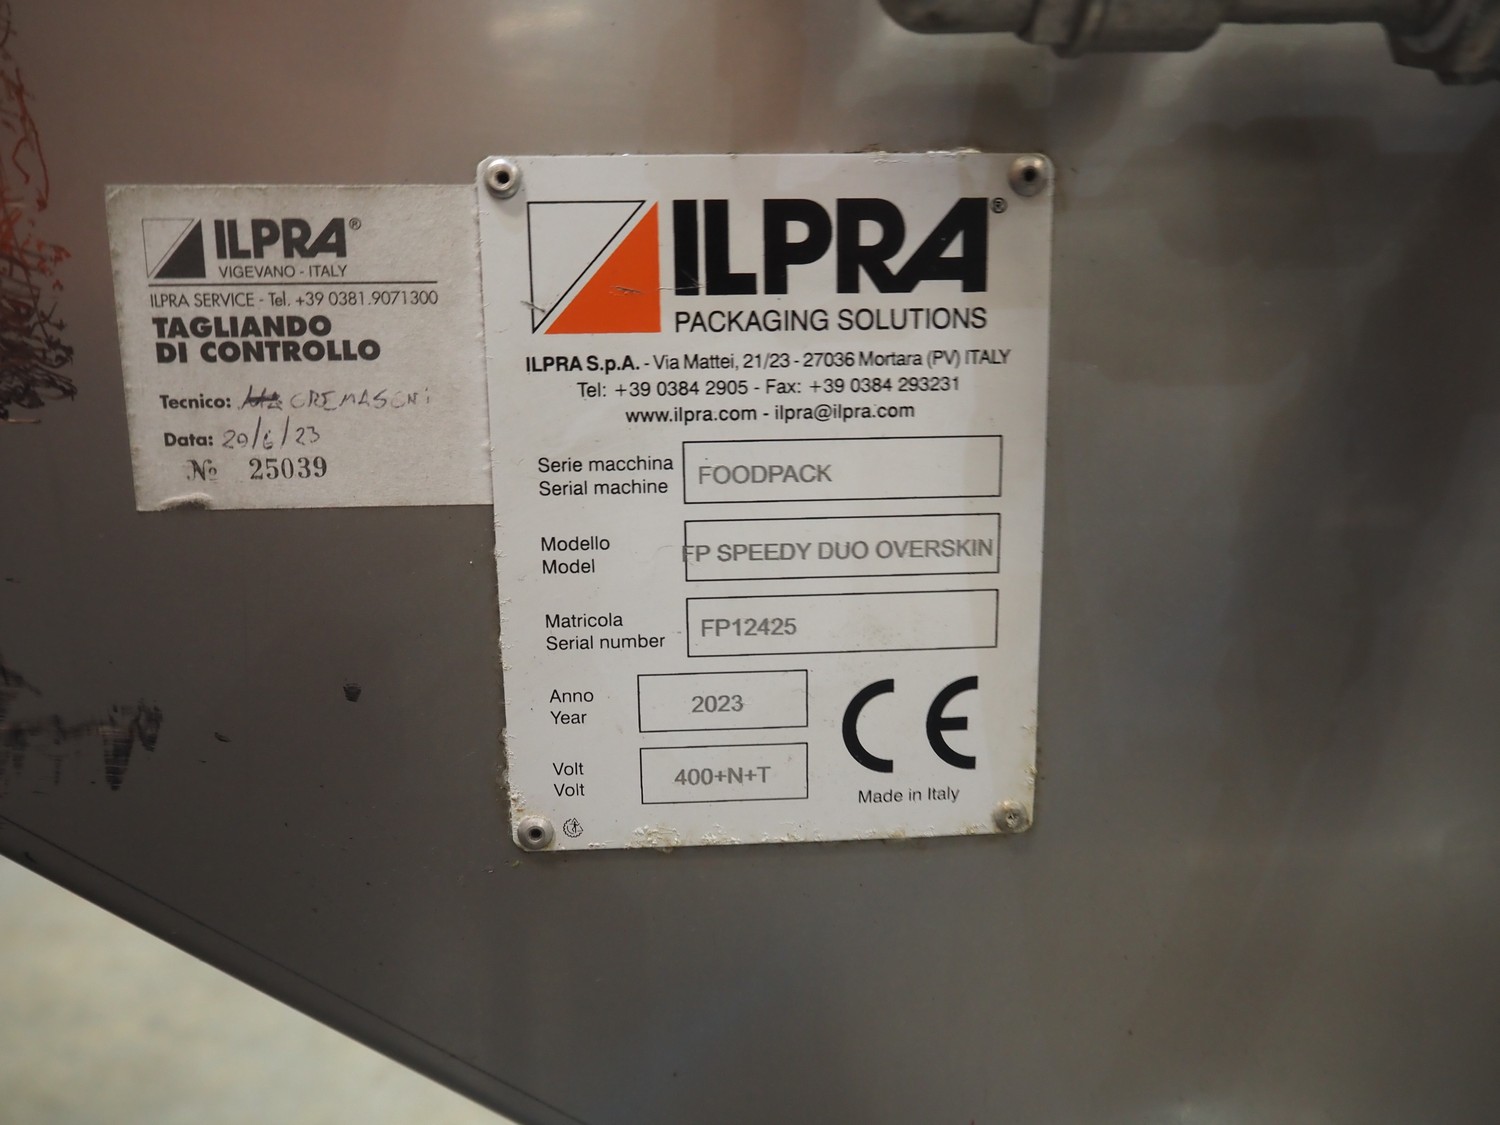 ILPRA®
VIGEVANO - ITALY
ILPRA SERVICE - Tel. +39 0381.9071300
TAGLIANDO
DI CONTROLLO
Tecnico: CREMASCHI
Data: 20/6/23
No 25039
ILPRA®
PACKAGING SOLUTIONS
ILPRA S.p.A. - Via Mattei, 21/23 - 27036 Mortara (PV) ITALY
Tel: +39 0384 2905 - Fax: +39 0384 293231
www.ilpra.com - ilpra@ilpra.com
Serie macchina
Serial machine
FOODPACK
Modello
Model
FP SPEEDY DUO OVERSKIN
Matricola
Serial number
FP12425
Anno
Year
2023
Volt
Volt
400+N+T
CE
Made in Italy